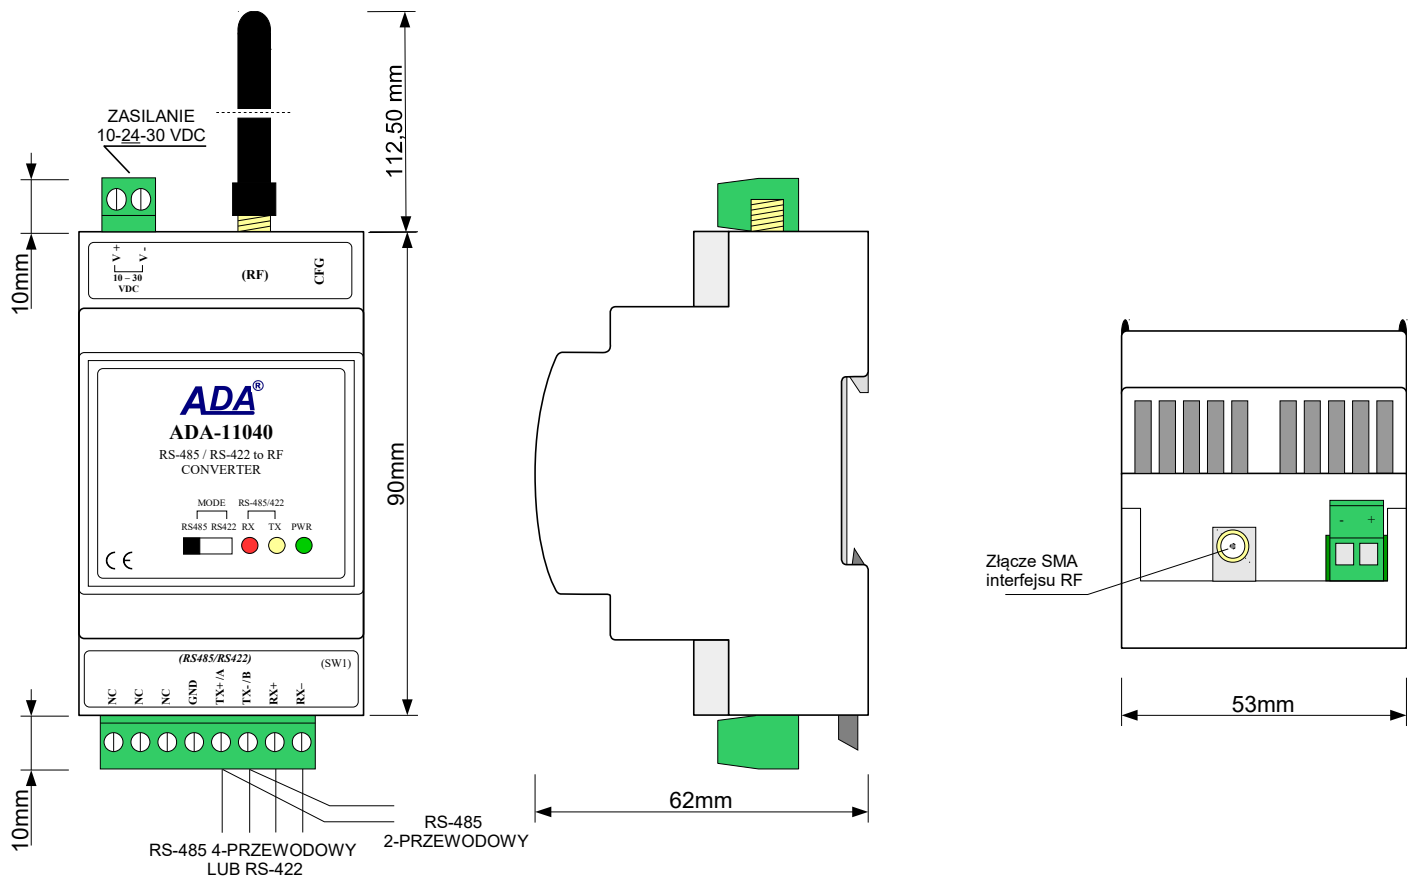 ZASILANIE
10-24-30 VDC
112,50 mm
10mm
V +
V -
10 – 30
VDC
(RF)
CFG
ADA®
ADA-11040
RS-485 / RS-422 to RF
CONVERTER
MODE
RS-485/422
RS485
RS422
RX
TX
PWR
CE
90mm
(RS485/RS422)
(SW1)
NC
NC
NC
GND
TX+/A
TX-/B
RX+
RX–
10mm
RS-485 4-PRZEWODOWY
LUB RS-422
RS-485
2-PRZEWODOWY
62mm
Złącze SMA
interfejsu RF
- +
53mm